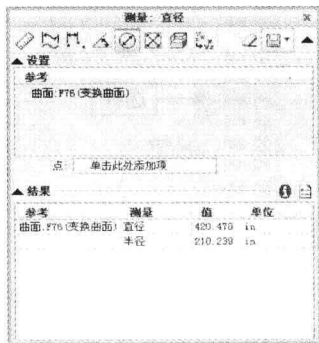 测量：直径
设置
参考
曲面:F76(变换曲面)
点： 单击此处添加项
结果
参考 测量 值 单位
曲面:F76(变换曲面) 直径 420.476 in
半径 210.238 in